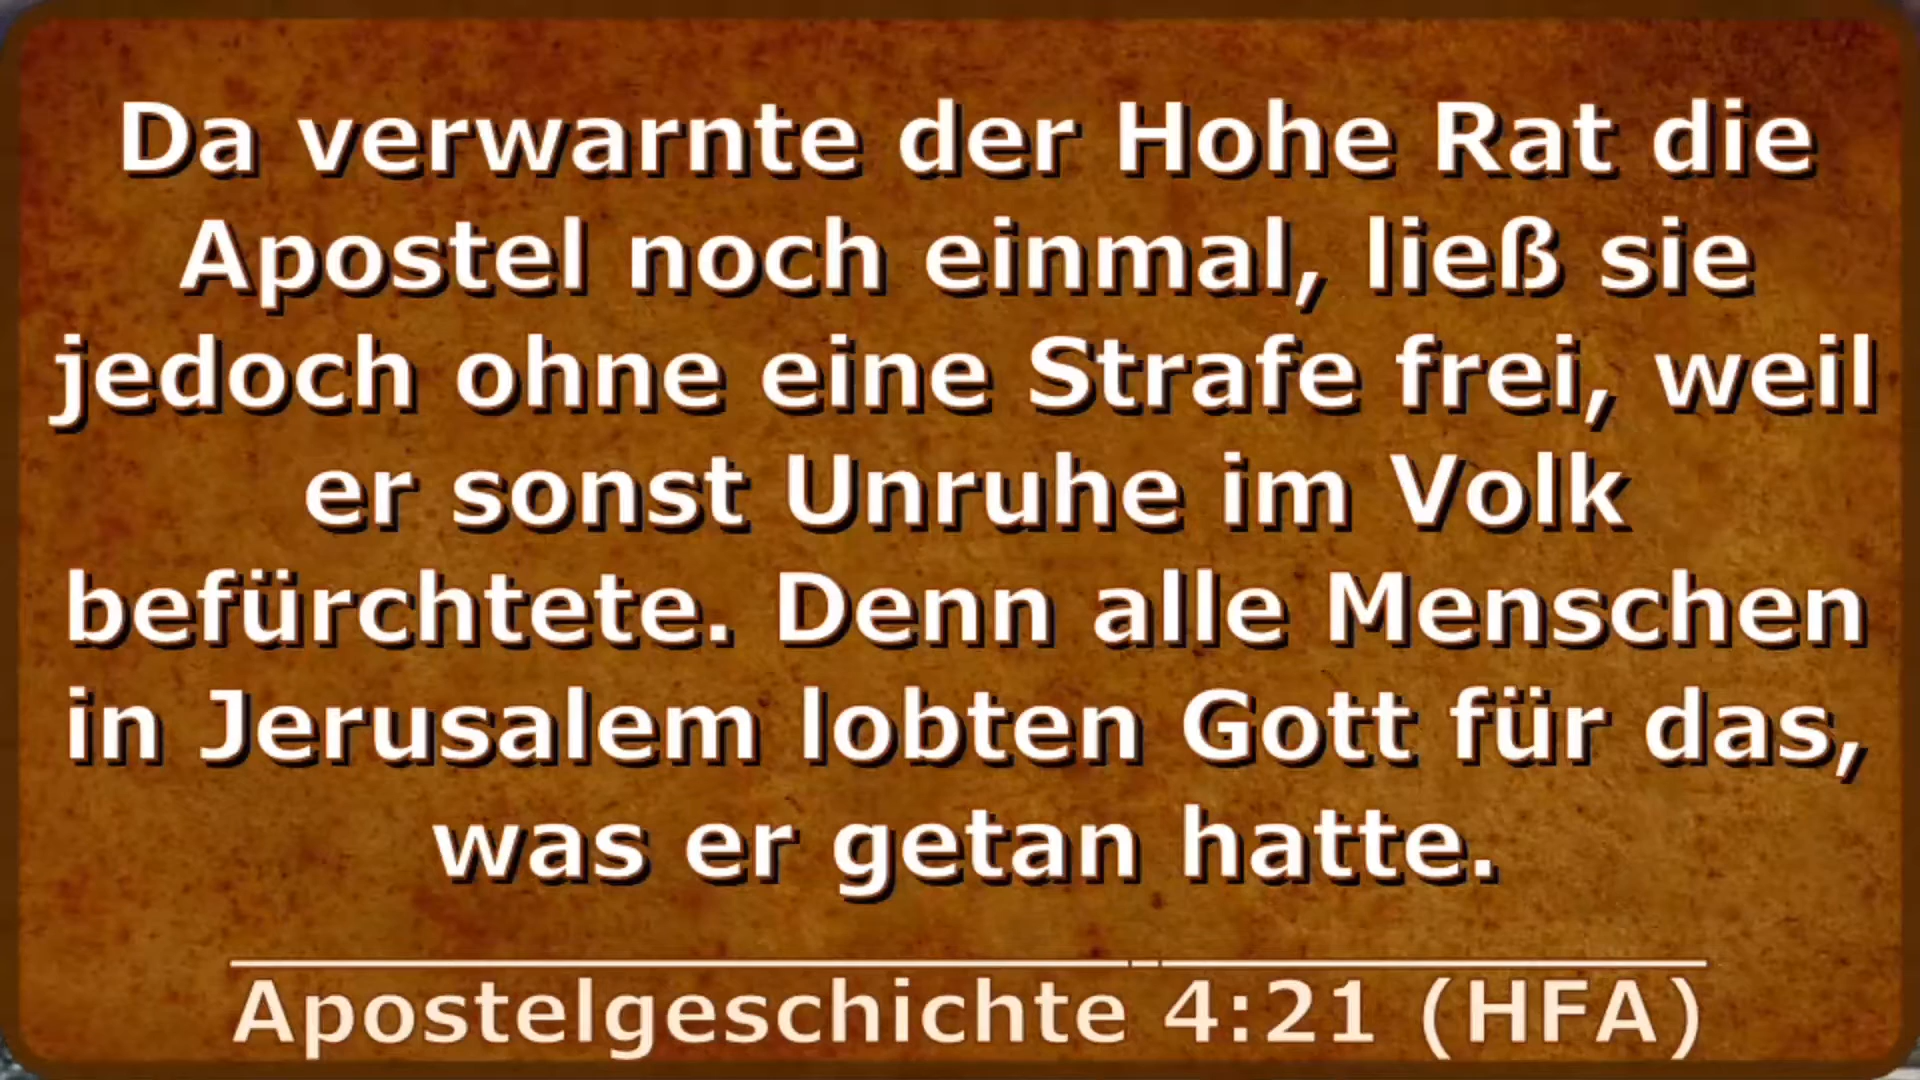 Da verwarnte der Hohe Rat die
Apostel noch einmal, ließ sie
jedoch ohne eine Strafe frei, weil
er sonst Unruhe im Volk
befürchtete. Denn alle Menschen
in Jerusalem lobten Gott für das,
was er getan hatte.
Apostelgeschichte 4:21 (HFA)